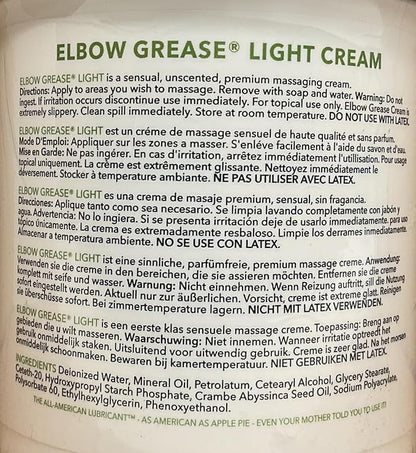 ELBOW GREASE® LIGHT CREAM
ELBOW GREASE® LIGHT is a sensual, unscented, premium massaging cream.
Directions: Apply to areas you wish to massage. Remove with soap and water. Warning: Do not
ingest. If irritation occurs discontinue use immediately. For topical use only. Elbow Grease Cream is
extremely slippery. Clean spill immediately. Store at room temperature. DO NOT USE WITH LATEX.
ELBOW GREASE® LIGHT est un créme de massage sensuel de haute qualité et sans parfum.
Mode D'Emploi: Appliquer sur les zones a masser. S'enléve facilement à l'aide du savon et d'eau.
Mise en Garde: Ne pas ingérer. En cas d'irritation, arrêtez immédiatement l'utilisation. Pour usage
topical uniquement. La crème est extrêmement glissante. Nettoyez immédiatement le
déversement. Stocker à température ambiante. NE PAS UTILISER AVEC LATEX.
ELBOW GREASE® LIGHT es una crema de masaje premium, sensual, sin fragancia.
Direcciones: Aplique tanto como sea necesario. Se limpia lavando completamente con jabón y
agua. Advertencia: No lo ingiera. Si se presenta irritación deje de usarlo immediamente. para uso
tópico únicamente. La crema es extremadamente resbaloso. Limpie los derrames immediatamente.
Almacenar a temperatura ambiente. NO SE USE CON LATEX.
ELBOW GREASE® LIGHT ist eine sinnliche, parfümfreie, premium massage creme. Anwendung:
Verwenden sie die creme in den bereichen, die sie assieren möchten. Entfernen sie die creme
komplett mit seife und wasser. Warnung: Nicht einnehmen. Wenn Reizung auftritt, sill die Nutzung
sofort eingestellt werden. Aktuell nur zur äußerlichen. Vorsicht, creme ist extreme glatt. Reinigen
sie überschüsse sofort. Bei zimmertemperature lagern. NICHT MIT LATEX VERWENDEN.
ELBOW GREASE® LIGHT is een eerste klas sensuele massage creme. Toepassing: Breng aan op
gebieden die u wilt masseren. Waarschuwing: Niet innemen. Wanneer irritatie optreedt het
onmiddellijk stoken staken. Uitsluitend voor uitwendig gebruik. Creme is zeer glad. Na het morsen
onmiddellijk schoonmaken. Bewaren bij kamertemperatuur. NIET GEBRUIKEN MET LATEX.
INGREDIENTS Deionized Water, Mineral Oil, Petrolatum, Cetearyl Alcohol, Glycery Stearate,
Ceteth-20, Hydroxypropyl Starch Phosphate, Crambe Abyssinca Seed Oil, Sodium Polyacylate,
Polysorbate 60, Ethylhexylglycerin, Phenoxyethanol.
THE ALL-AMERICAN LUBRICANT™ - AS AMERICAN AS APPLE PIE - EVEN YOUR MOTHER TOLD YOU TO USE IT!